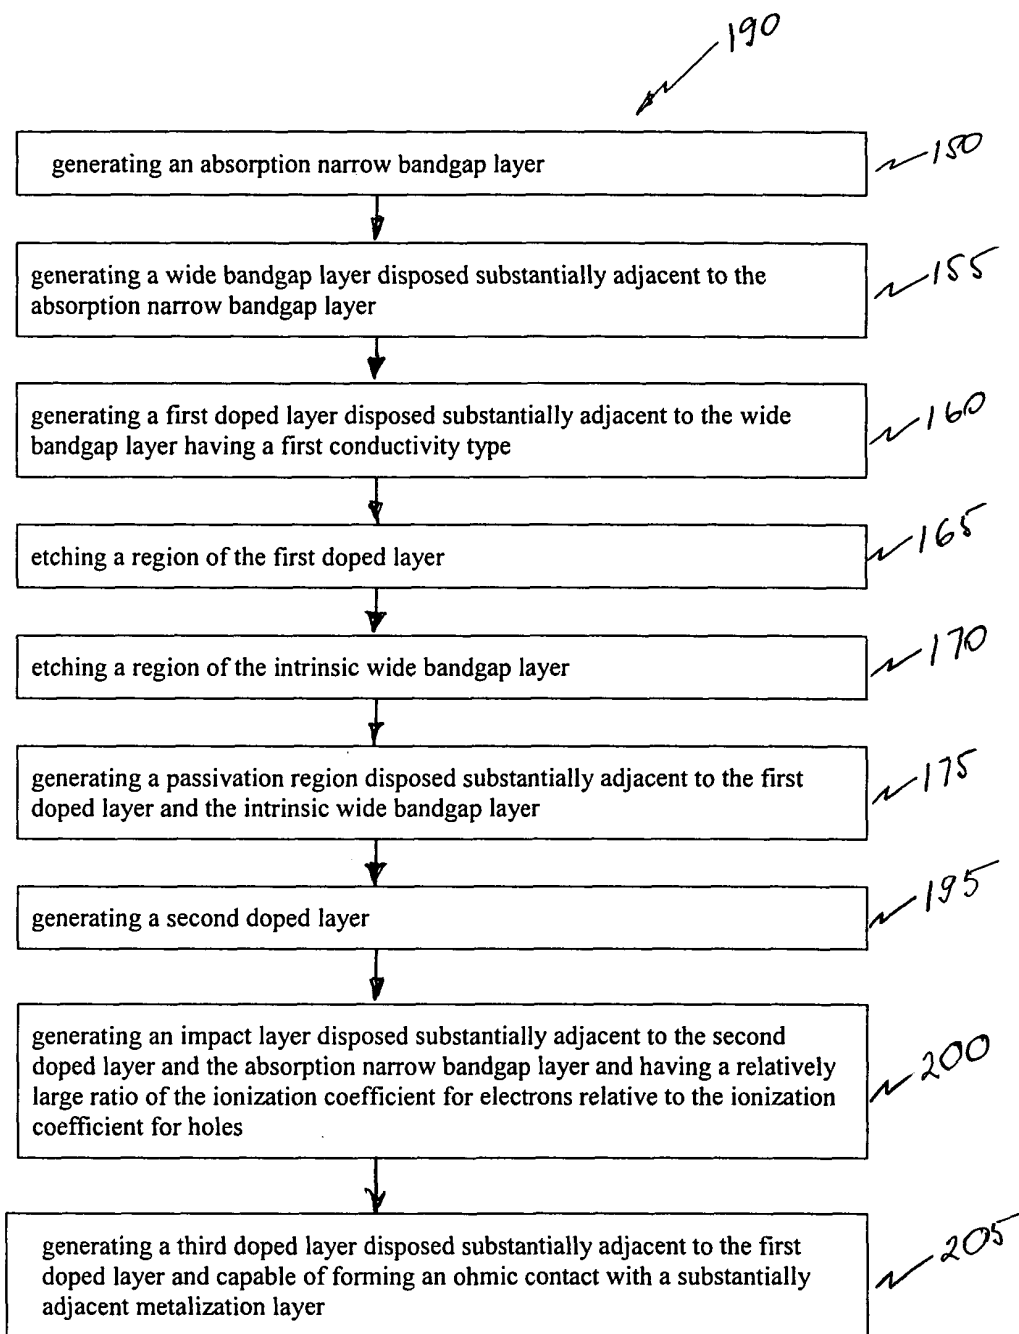 190
generating an absorption narrow bandgap layer
150
generating a wide bandgap layer disposed substantially adjacent to the
absorption narrow bandgap layer
155
generating a first doped layer disposed substantially adjacent to the wide
bandgap layer having a first conductivity type
160
etching a region of the first doped layer
165
etching a region of the intrinsic wide bandgap layer
170
generating a passivation region disposed substantially adjacent to the first
doped layer and the intrinsic wide bandgap layer
175
generating a second doped layer
195
generating an impact layer disposed substantially adjacent to the second
doped layer and the absorption narrow bandgap layer and having a relatively
large ratio of the ionization coefficient for electrons relative to the ionization
coefficient for holes
200
generating a third doped layer disposed substantially adjacent to the first
doped layer and capable of forming an ohmic contact with a substantially
adjacent metalization layer
205